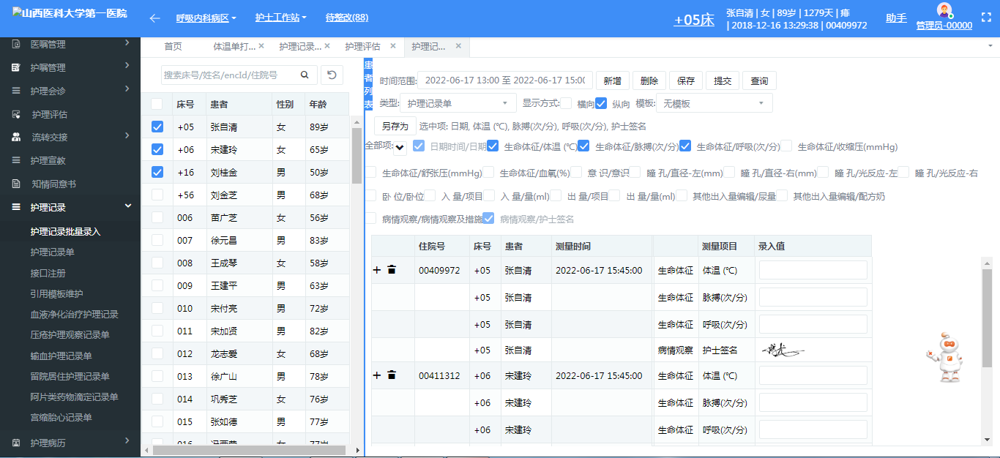 山西医科大学第一医院
呼吸内科病区
护士工作站
待整改(88)
+05床
张自清 | 女 | 89岁 | 1279天 | 痱
| 2018-12-16 13:29:38 | 00409972
助手
管理员-00000
医嘱管理
护嘱管理
护理会诊
护理评估
流转交接
护理宣教
知情同意书
护理记录
护理记录批量录入
护理记录单
接口注册
引用模板维护
血液净化治疗护理记录
压疮护理观察记录单
输血护理记录单
留院居住护理记录单
阿片类药物滴定记录单
宫缩胎心记录单
护理病历
首页
体温单打...
护理记录...
护理评估
护理记...
搜索床号/姓名/encId/住院号
床号 患者 性别 年龄
+05 张自清 女 89岁
+06 宋建玲 女 65岁
+16 刘桂金 男 50岁
+56 刘金芝 男 68岁
006 苗广芝 女 56岁
007 徐元昌 男 83岁
008 王成琴 女 58岁
009 王建平 男 63岁
010 宋付亮 男 72岁
011 宋加贤 男 82岁
012 龙志爱 女 68岁
013 徐广山 男 78岁
014 巩秀芝 女 76岁
015 张如德 男 77岁
患者列表
时间范围: 2022-06-17 13:00 至 2022-06-17 15:00 新增 删除 保存 提交 查询
类型: 护理记录单 显示方式: 横向 纵向 模板: 无模板
另存为 选中项: 日期, 体温 (℃), 脉搏(次/分), 呼吸(次/分), 护士签名
全部项: 日期时间/日期 生命体征/体温 (℃) 生命体征/脉搏(次/分) 生命体征/呼吸(次/分) 生命体征/收缩压(mmHg)
生命体征/舒张压(mmHg) 生命体征/血氧(%) 意 识/意识 瞳 孔/直径-左(mm) 瞳 孔/直径-右(mm) 瞳 孔/光反应-左 瞳 孔/光反应-右
卧 位/卧位 入 量/项目 入 量/量(ml) 出 量/项目 出 量/量(ml) 其他出入量编辑/尿量 其他出入量编辑/配方奶
病情观察/病情观察及措施 病情观察/护士签名
住院号 床号 患者 测量时间 测量项目 录入值
00409972 +05 张自清 2022-06-17 15:45:00 生命体征 体温 (℃)
+05 张自清 生命体征 脉搏(次/分)
+05 张自清 生命体征 呼吸(次/分)
+05 张自清 病情观察 护士签名
00411312 +06 宋建玲 2022-06-17 15:45:00 生命体征 体温 (℃)
+06 宋建玲 生命体征 脉搏(次/分)
+06 宋建玲 生命体征 呼吸(次/分)